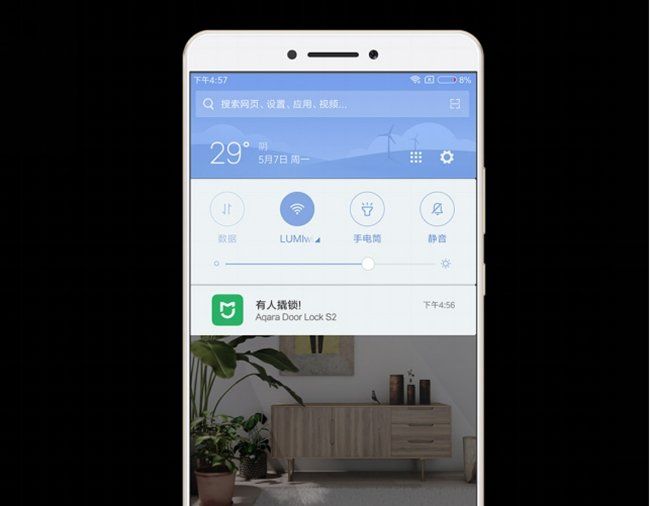 下午4:57
8%
搜索网页、设置、应用、视频...
29°
阴
5月7日 周一
数据
LUMIwi
手电筒
静音
有人撬锁!
下午4:56
Aqara Door Lock S2